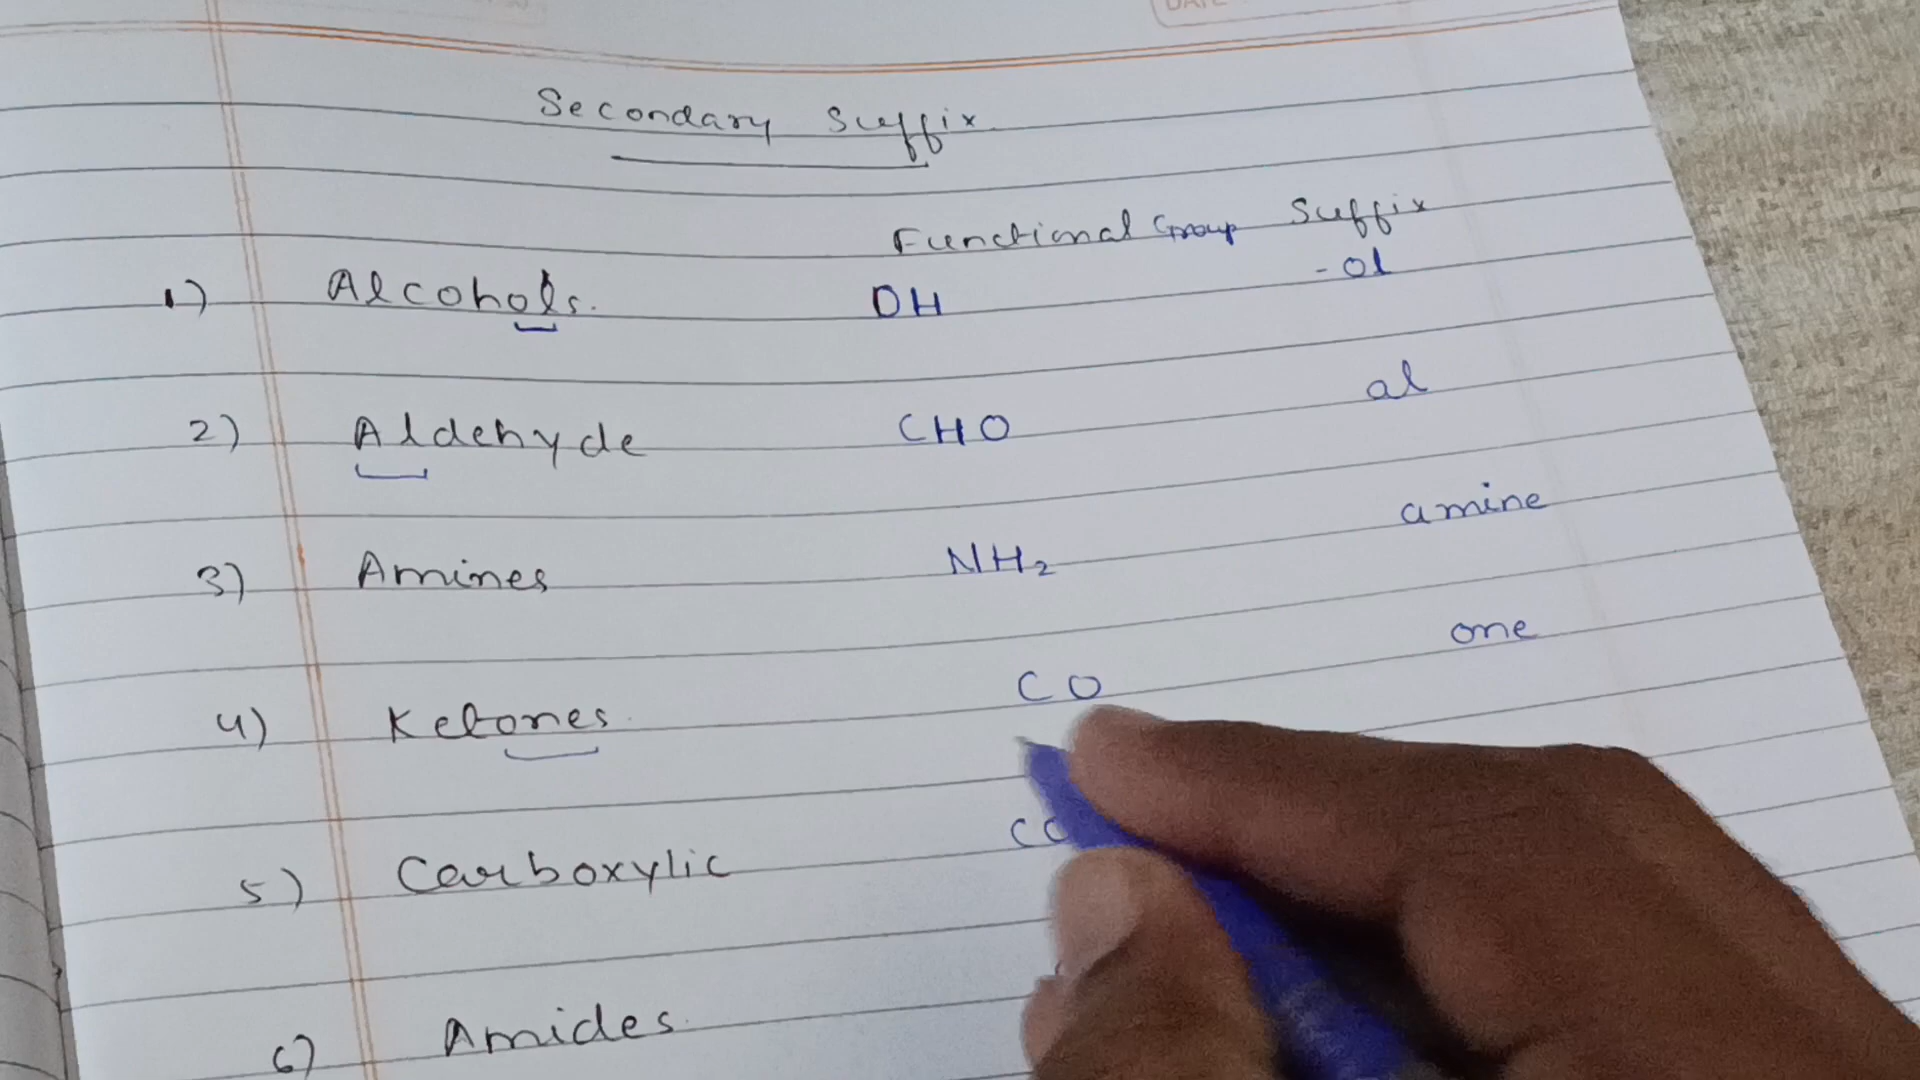 Secondary Suffix
Functional Group Suffix
1) Alcohols. OH -ol
2) Aldehyde CHO al
3) Amines NH₂ amine
4) Ketones. CO one
5) Carboxylic
6) Amides.